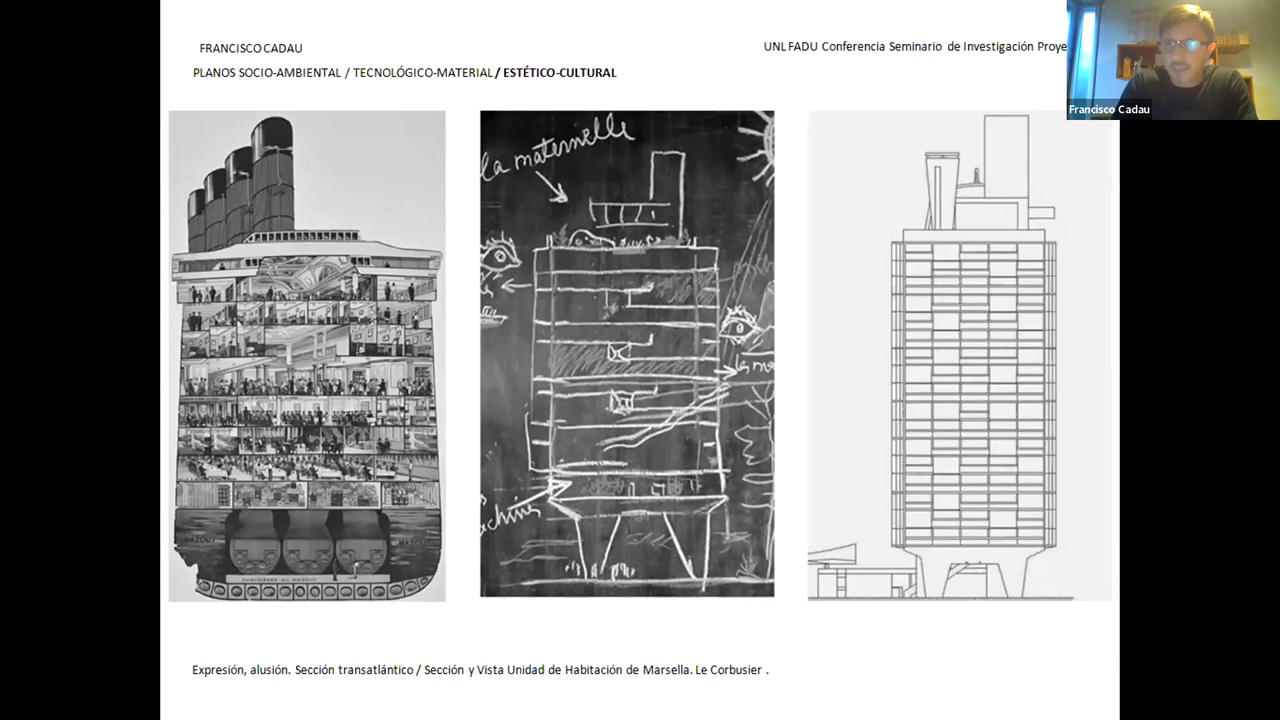 FRANCISCO CADAU
UNL FADU Conferencia Seminario de Investigación Proye
PLANOS SOCIO-AMBIENTAL / TECNOLÓGICO-MATERIAL / ESTÉTICO-CULTURAL
Francisco Cadau
la maternelle
MAZOUT
Expresión, alusión. Sección transatlántico / Sección y Vista Unidad de Habitación de Marsella. Le Corbusier .